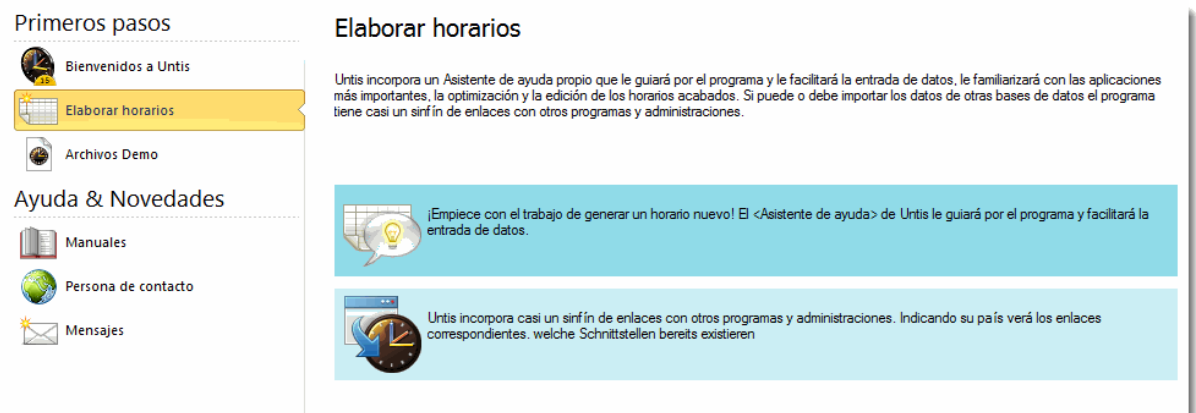 Primeros pasos
Bienvenidos a Untis
15
Elaborar horarios
Archivos Demo
Ayuda & Novedades
Manuales
Persona de contacto
Mensajes
Elaborar horarios
Untis incorpora un Asistente de ayuda propio que le guiará por el programa y le facilitará la entrada de datos, le familiarizará con las aplicaciones
más importantes, la optimización y la edición de los horarios acabados. Si puede o debe importar los datos de otras bases de datos el programa
tiene casi un sinfín de enlaces con otros programas y administraciones.
¡Empiece con el trabajo de generar un horario nuevo! El <Asistente de ayuda> de Untis le guiará por el programa y facilitará la
entrada de datos.
Untis incorpora casi un sinfín de enlaces con otros programas y administraciones. Indicando su país verá los enlaces
correspondientes. welche Schnittstellen bereits existieren